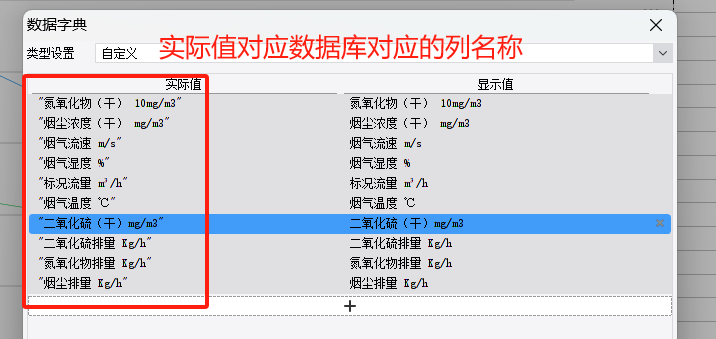 数据字典
类型设置 自定义
实际值对应数据库对应的列名称
实际值 显示值
"氮氧化物（干） 10mg/m3" 氮氧化物（干） 10mg/m3
"烟尘浓度（干） mg/m3" 烟尘浓度（干） mg/m3
"烟气流速 m/s" 烟气流速 m/s
"烟气湿度 %" 烟气湿度 %
"标况流量 m³/h" 标况流量 m³/h
"烟气温度 ℃" 烟气温度 ℃
"二氧化硫（干）mg/m3" 二氧化硫（干）mg/m3
"二氧化硫排量 Kg/h" 二氧化硫排量 Kg/h
"氮氧化物排量 Kg/h" 氮氧化物排量 Kg/h
"烟尘排量 Kg/h" 烟尘排量 Kg/h